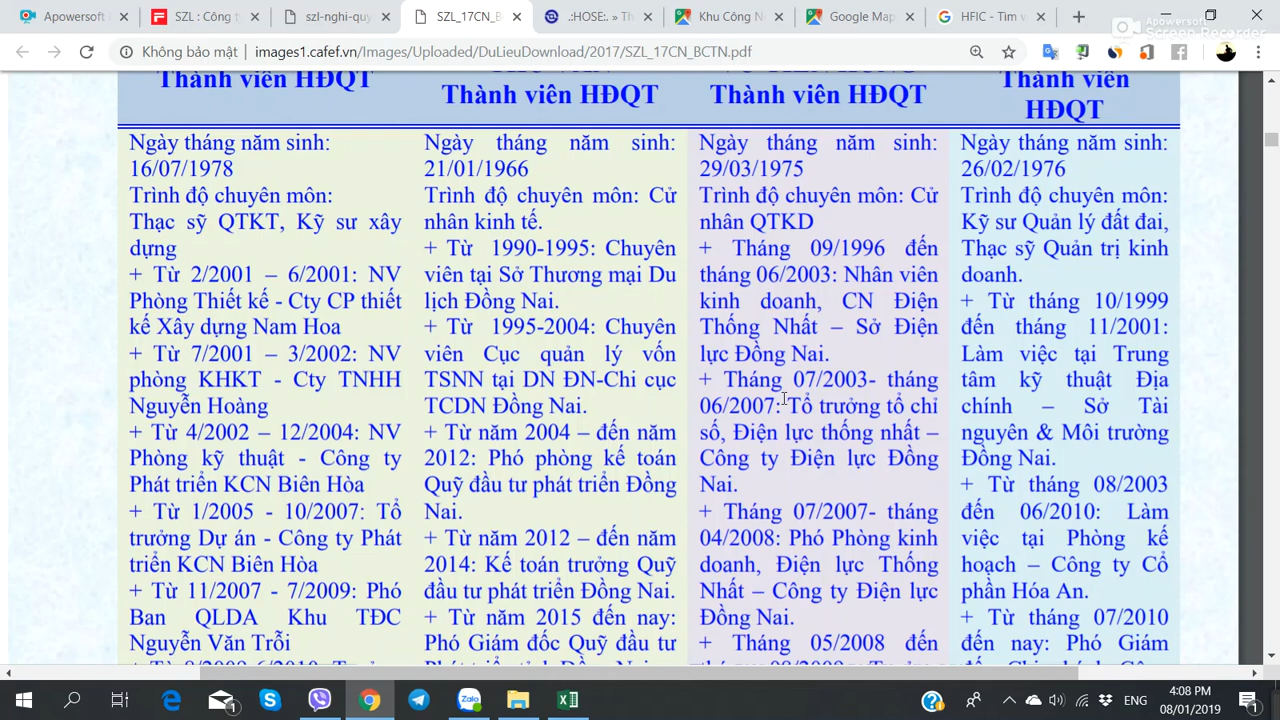 Apowersoft
SZL : Công ty
szl-nghi-quy
SZL_17CN_B
.:HOSE:. » Th
Khu Công N
Google Map
HFIC - Tìm v
Apowersoft
Screen Recorder
Không bảo mật
images1.cafef.vn/Images/Uploaded/DuLieuDownload/2017/SZL_17CN_BCTN.pdf
Thành viên HĐQT
Thành viên HĐQT
Thành viên HĐQT
Thành viên
HĐQT
Ngày tháng năm sinh:
16/07/1978
Trình độ chuyên môn:
Thạc sỹ QTKT, Kỹ sư xây
dựng
+ Từ 2/2001 – 6/2001: NV
Phòng Thiết kế - Cty CP thiết
kế Xây dựng Nam Hoa
+ Từ 7/2001 – 3/2002: NV
phòng KHKT - Cty TNHH
Nguyễn Hoàng
+ Từ 4/2002 – 12/2004: NV
Phòng kỹ thuật - Công ty
Phát triển KCN Biên Hòa
+ Từ 1/2005 - 10/2007: Tổ
trưởng Dự án - Công ty Phát
triển KCN Biên Hòa
+ Từ 11/2007 - 7/2009: Phó
Ban QLDA Khu TĐC
Nguyễn Văn Trỗi
Ngày tháng năm sinh:
21/01/1966
Trình độ chuyên môn: Cử
nhân kinh tế.
+ Từ 1990-1995: Chuyên
viên tại Sở Thương mại Du
lịch Đồng Nai.
+ Từ 1995-2004: Chuyên
viên Cục quản lý vốn
TSNN tại DN ĐN-Chi cục
TCDN Đồng Nai.
+ Từ năm 2004 – đến năm
2012: Phó phòng kế toán
Quỹ đầu tư phát triển Đồng
Nai.
+ Từ năm 2012 – đến năm
2014: Kế toán trưởng Quỹ
đầu tư phát triển Đồng Nai.
+ Từ năm 2015 đến nay:
Phó Giám đốc Quỹ đầu tư
Ngày tháng năm sinh:
29/03/1975
Trình độ chuyên môn: Cử
nhân QTKD
+ Tháng 09/1996 đến
tháng 06/2003: Nhân viên
kinh doanh, CN Điện
Thống Nhất – Sở Điện
lực Đồng Nai.
+ Tháng 07/2003- tháng
06/2007: Tổ trưởng tổ chỉ
số, Điện lực thống nhất –
Công ty Điện lực Đồng
Nai.
+ Tháng 07/2007- tháng
04/2008: Phó Phòng kinh
doanh, Điện lực Thống
Nhất – Công ty Điện lực
Đồng Nai.
+ Tháng 05/2008 đến
Ngày tháng năm sinh:
26/02/1976
Trình độ chuyên môn:
Kỹ sư Quản lý đất đai,
Thạc sỹ Quản trị kinh
doanh.
+ Từ tháng 10/1999
đến tháng 11/2001:
Làm việc tại Trung
tâm kỹ thuật Địa
chính – Sở Tài
nguyên & Môi trường
Đồng Nai.
+ Từ tháng 08/2003
đến 06/2010: Làm
việc tại Phòng kế
hoạch – Công ty Cổ
phần Hóa An.
+ Từ tháng 07/2010
đến nay: Phó Giám
Zalo
1
ENG
4:08 PM
08/01/2019
1